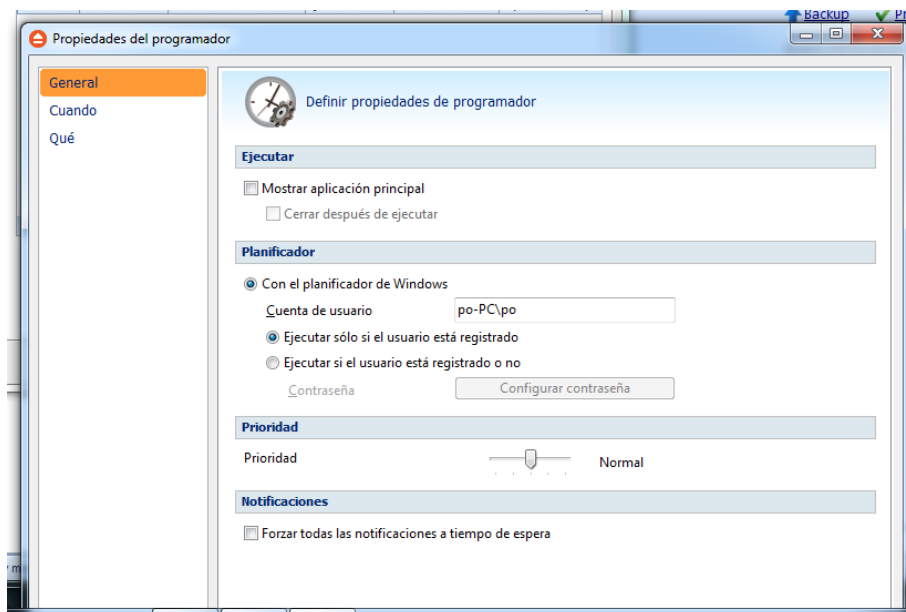 Backup
Propiedades del programador
General
Cuando
Qué
Definir propiedades de programador
Ejecutar
Mostrar aplicación principal
Cerrar después de ejecutar
Planificador
Con el planificador de Windows
Cuenta de usuario po-PC\po
Ejecutar sólo si el usuario está registrado
Ejecutar si el usuario está registrado o no
Contraseña Configurar contraseña
Prioridad
Prioridad Normal
Notificaciones
Forzar todas las notificaciones a tiempo de espera